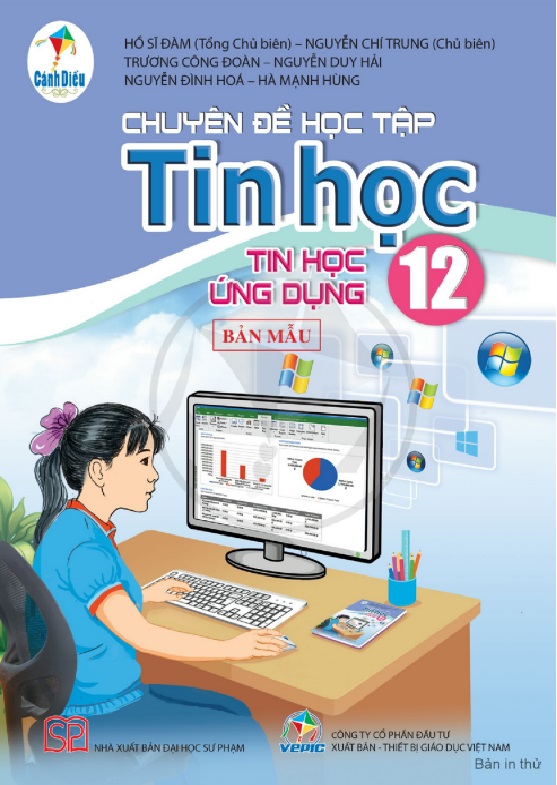 Cánh Diều
HỒ SĨ ĐÀM (Tổng Chủ biên) – NGUYỄN CHÍ TRUNG (Chủ biên)
TRƯƠNG CÔNG ĐOÀN – NGUYỄN DUY HẢI
NGUYỄN ĐÌNH HOÁ – HÀ MẠNH HÙNG
CHUYÊN ĐỀ HỌC TẬP
Tin học
TIN HỌC
ỨNG DỤNG
12
BẢN MẪU
SP
NHÀ XUẤT BẢN ĐẠI HỌC SƯ PHẠM
VEPIC
CÔNG TY CỔ PHẦN ĐẦU TƯ
XUẤT BẢN - THIẾT BỊ GIÁO DỤC VIỆT NAM
Bản in thử